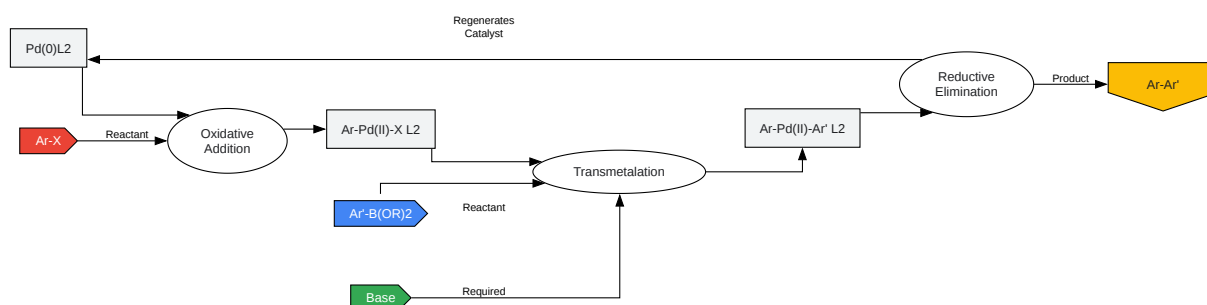 Regenerates
Catalyst
Pd(0)L2
Reductive
Elimination
Product
Ar-Ar'
Ar-X
Reactant
Oxidative
Addition
Ar-Pd(II)-X L2
Ar-Pd(II)-Ar' L2
Transmetalation
Ar'-B(OR)2
Reactant
Base
Required